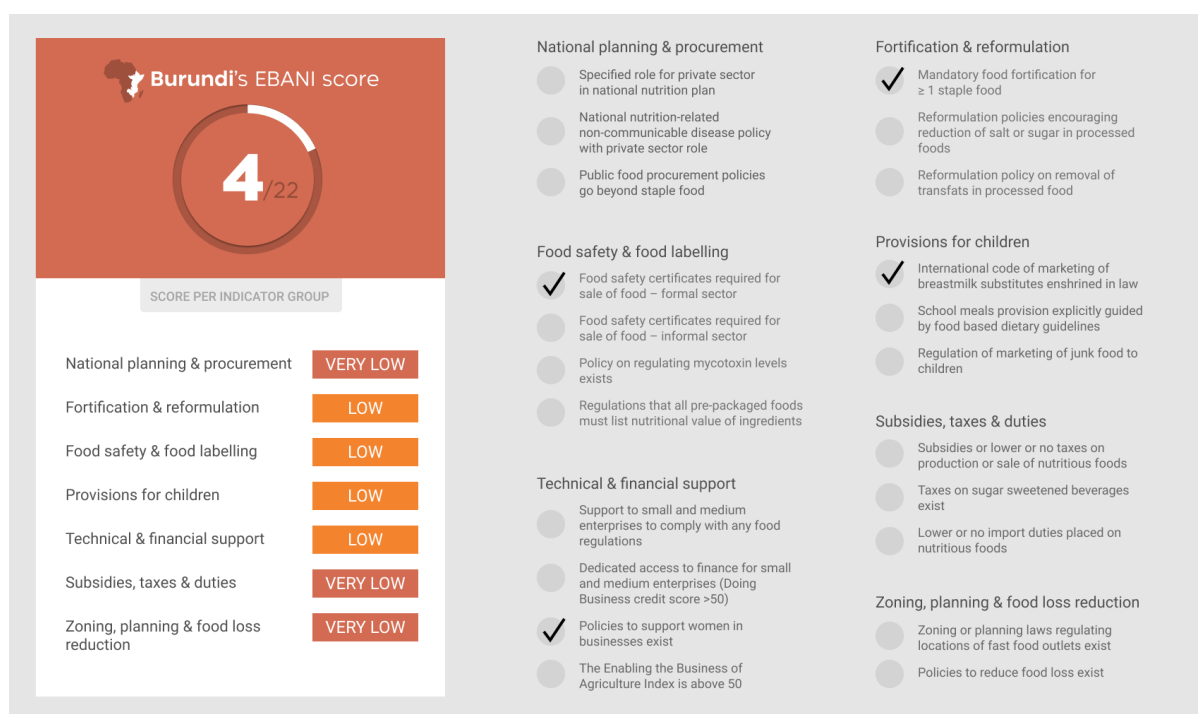 Burundi's EBANI score
4/22
SCORE PER INDICATOR GROUP
National planning & procurement VERY LOW
Fortification & reformulation LOW
Food safety & food labelling LOW
Provisions for children LOW
Technical & financial support LOW
Subsidies, taxes & duties VERY LOW
Zoning, planning & food loss
reduction VERY LOW
National planning & procurement
Specified role for private sector
in national nutrition plan
National nutrition-related
non-communicable disease policy
with private sector role
Public food procurement policies
go beyond staple food
Food safety & food labelling
Food safety certificates required for
sale of food – formal sector
Food safety certificates required for
sale of food – informal sector
Policy on regulating mycotoxin levels
exists
Regulations that all pre-packaged foods
must list nutritional value of ingredients
Technical & financial support
Support to small and medium
enterprises to comply with any food
regulations
Dedicated access to finance for small
and medium enterprises (Doing
Business credit score >50)
Policies to support women in
businesses exist
The Enabling the Business of
Agriculture Index is above 50
Fortification & reformulation
Mandatory food fortification for
≥ 1 staple food
Reformulation policies encouraging
reduction of salt or sugar in processed
foods
Reformulation policy on removal of
transfats in processed food
Provisions for children
International code of marketing of
breastmilk substitutes enshrined in law
School meals provision explicitly guided
by food based dietary guidelines
Regulation of marketing of junk food to
children
Subsidies, taxes & duties
Subsidies or lower or no taxes on
production or sale of nutritious foods
Taxes on sugar sweetened beverages
exist
Lower or no import duties placed on
nutritious foods
Zoning, planning & food loss reduction
Zoning or planning laws regulating
locations of fast food outlets exist
Policies to reduce food loss exist